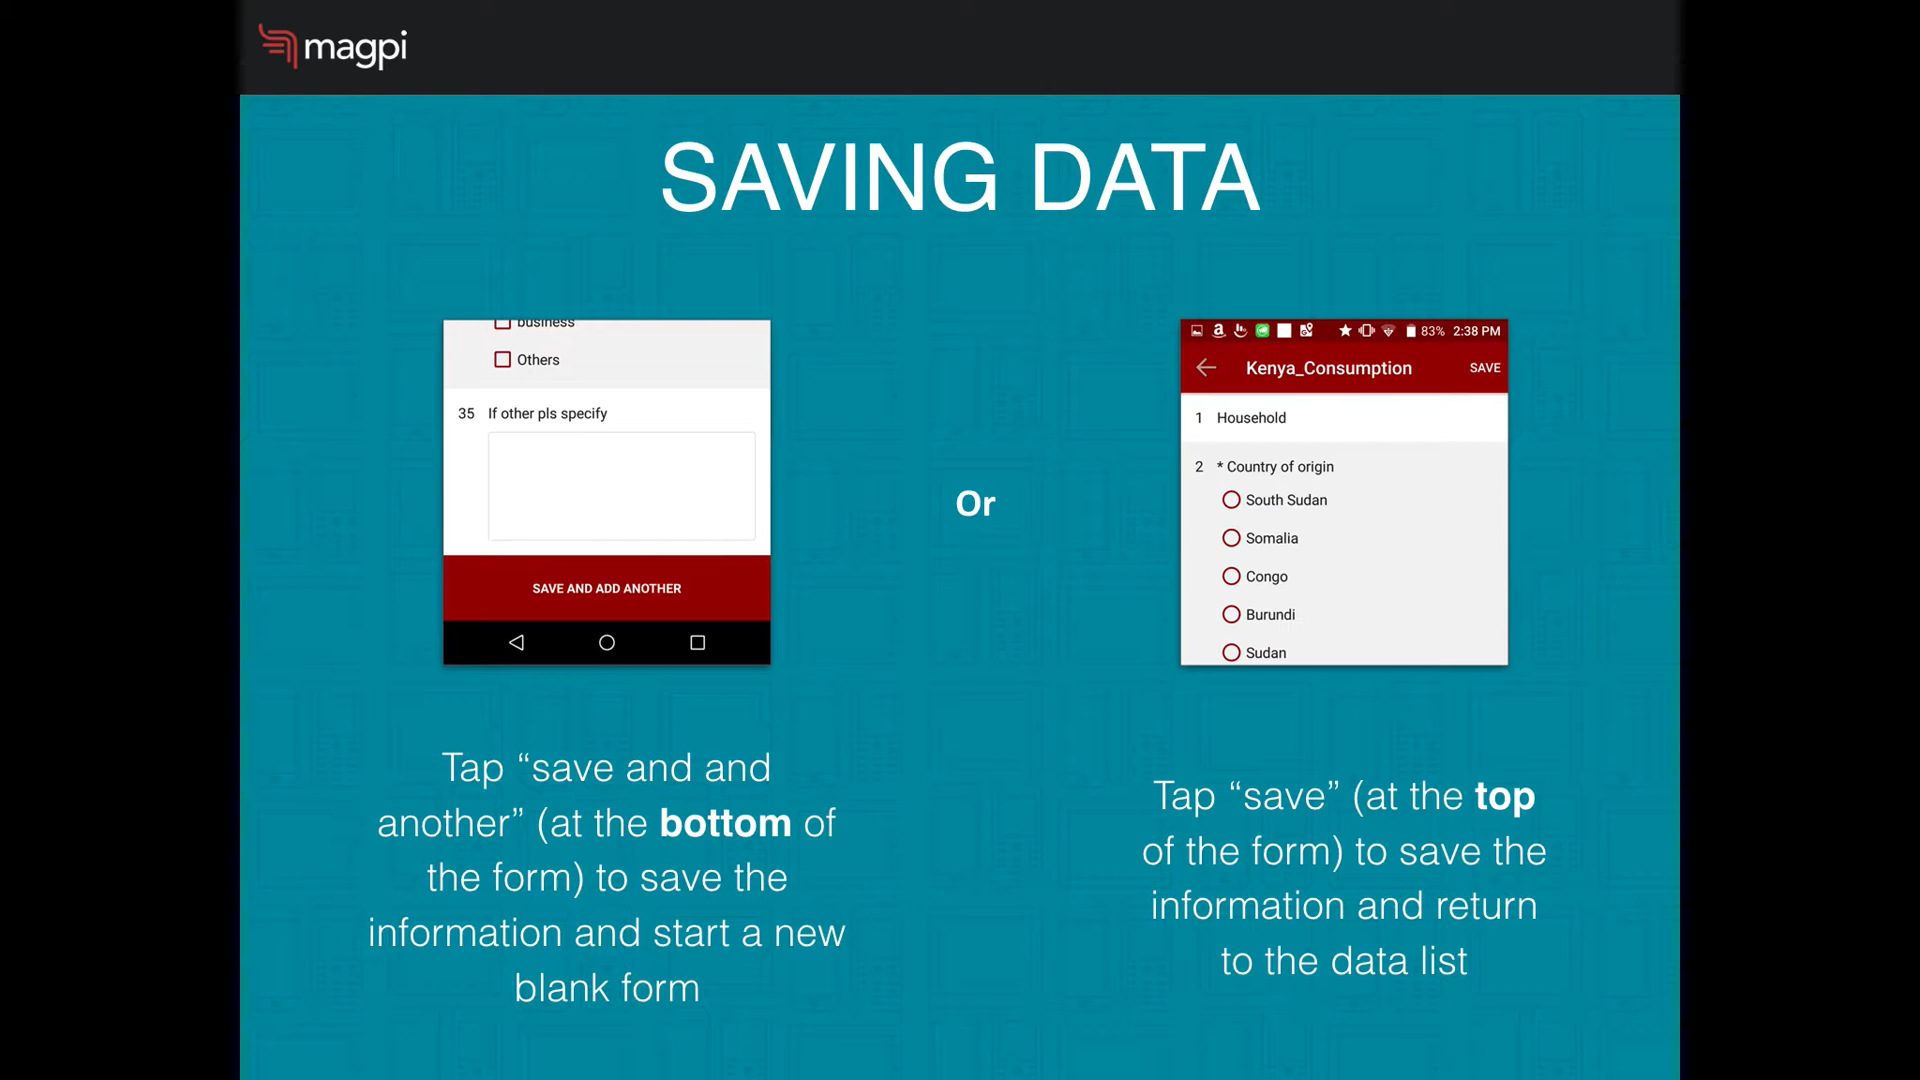 magpi
SAVING DATA
business
Others
35 If other pls specify
SAVE AND ADD ANOTHER
Or
83% 2:38 PM
Kenya_Consumption SAVE
1 Household
2 * Country of origin
South Sudan
Somalia
Congo
Burundi
Sudan
Tap “save and and
another” (at the bottom of
the form) to save the
information and start a new
blank form
Tap “save” (at the top
of the form) to save the
information and return
to the data list